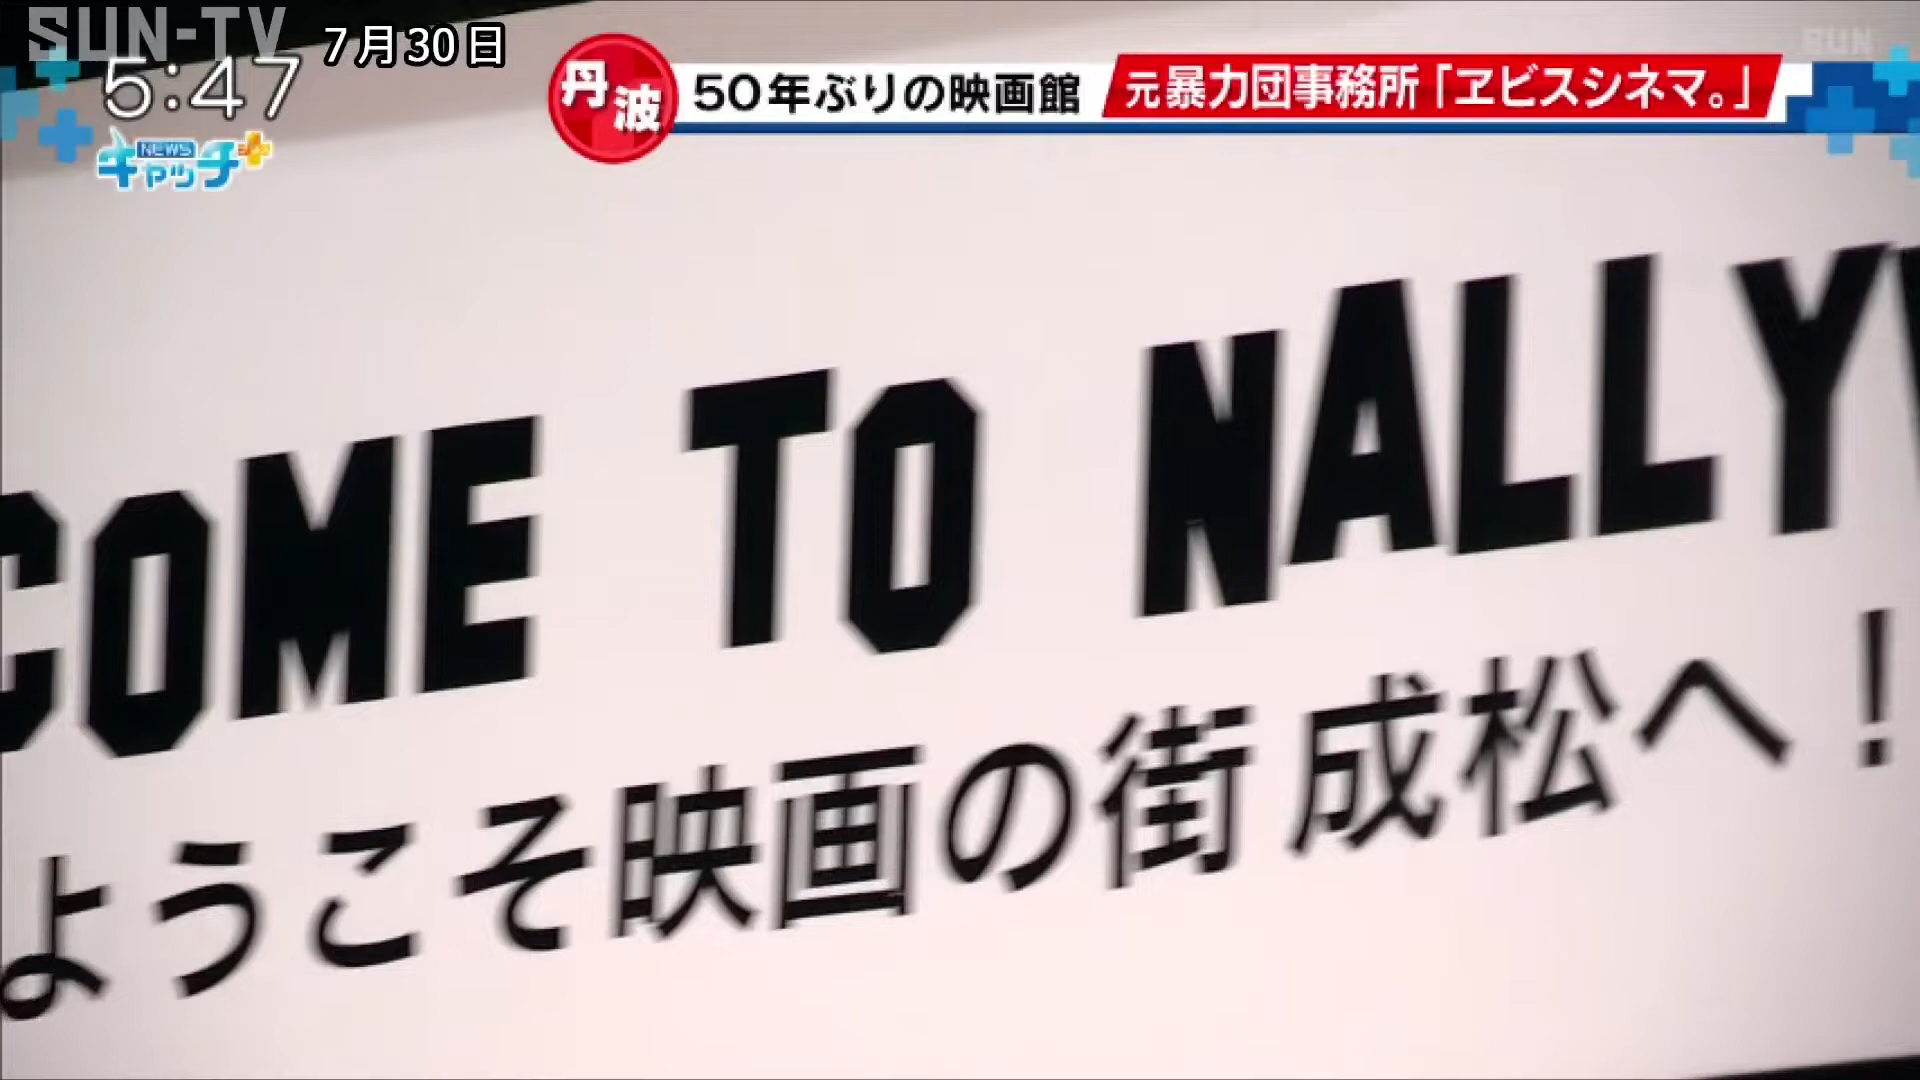 SUN-TV
7月30日
5:47
NEWS
キャッチ+
丹波
50年ぶりの映画館
元暴力団事務所「ヱビスシネマ。」
SUN
COME TO NALLY
ようこそ映画の街 成松へ！